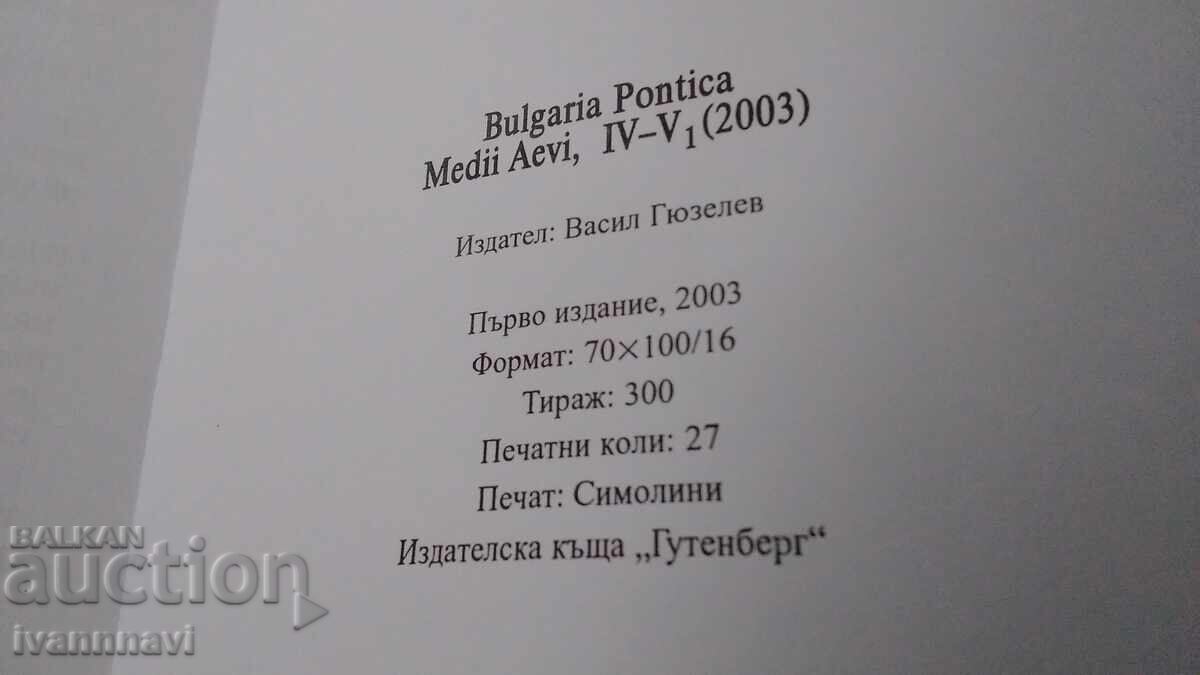 Bulgaria Pontica
Medii Aevi, IV–V₁(2003)
Издател: Васил Гюзелев
Първо издание, 2003
Формат: 70×100/16
Тираж: 300
Печатни коли: 27
Печат: Симолини
Издателска къща „Гутенберг“
BALKAN
auction
ivannnavi